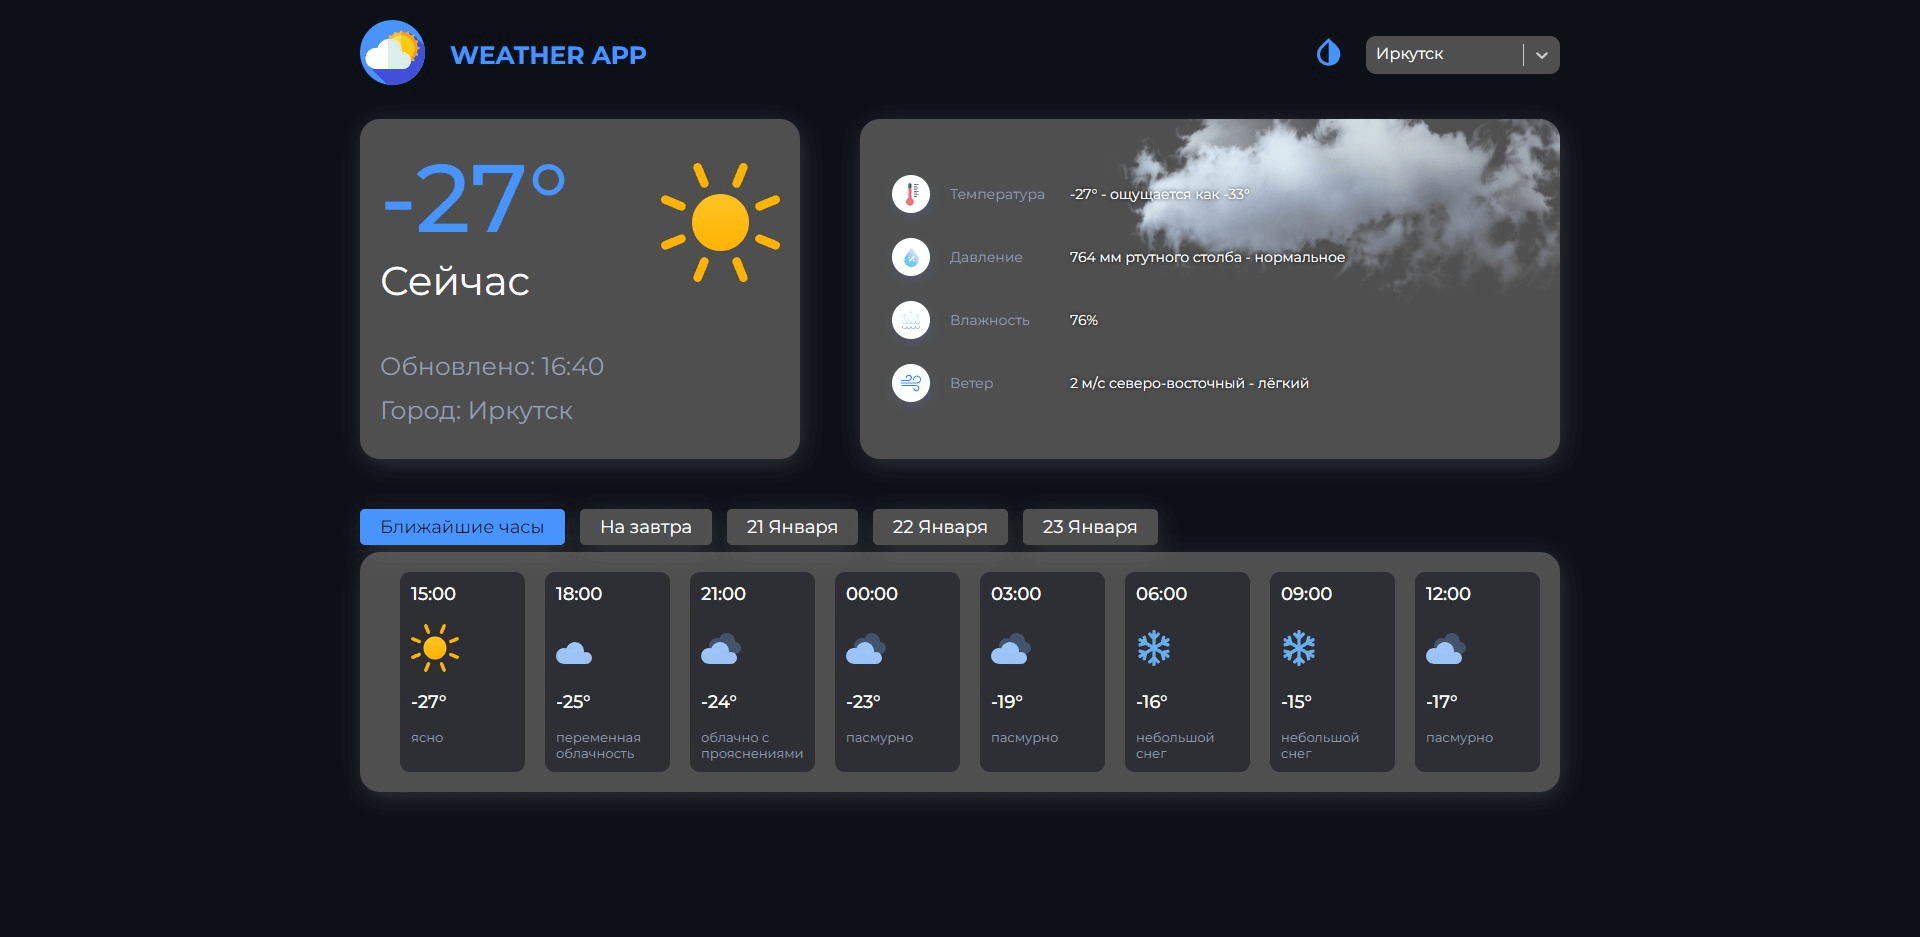 WEATHER APP
Иркутск
-27°
Сейчас
Обновлено: 16:40
Город: Иркутск
Температура -27° - ощущается как -33°
Давление 764 мм ртутного столба - нормальное
Влажность 76%
Ветер 2 м/с северо-восточный - лёгкий
Ближайшие часы На завтра 21 Января 22 Января 23 Января
15:00
-27°
ясно
18:00
-25°
переменная
облачность
21:00
-24°
облачно с
прояснениями
00:00
-23°
пасмурно
03:00
-19°
пасмурно
06:00
-16°
небольшой
снег
09:00
-15°
небольшой
снег
12:00
-17°
пасмурно